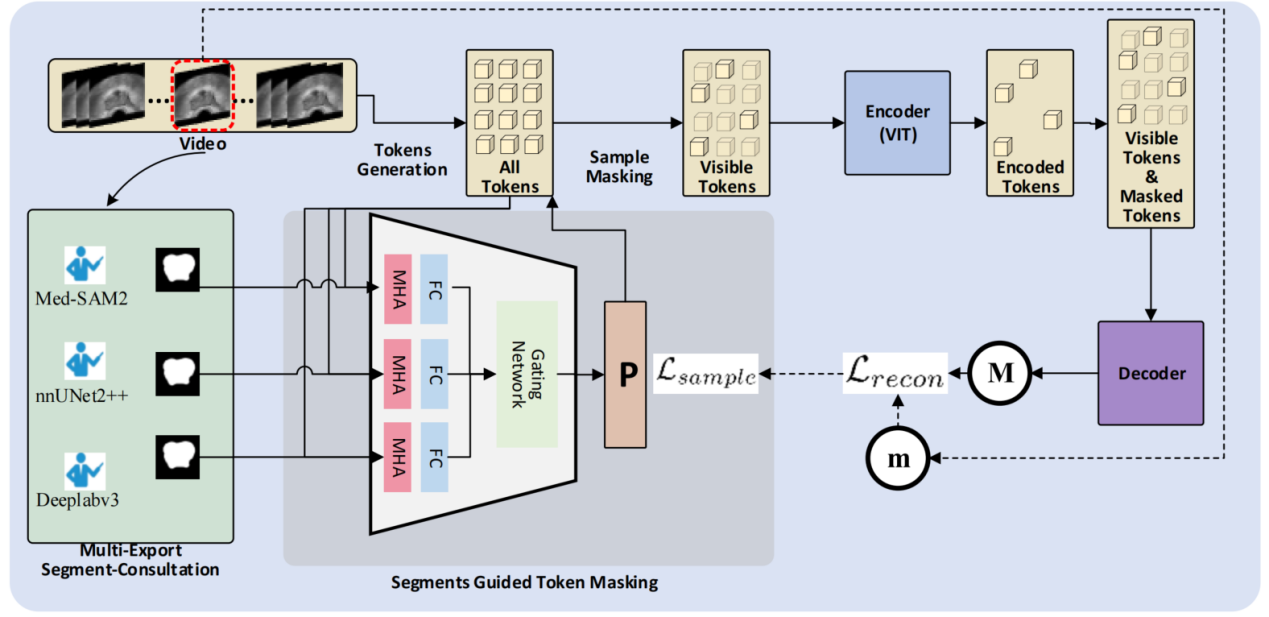 Video
Tokens
Generation
All
Tokens
Sample
Masking
Visible
Tokens
Encoder
(VIT)
Encoded
Tokens
Visible
Tokens
&
Masked
Tokens
Med-SAM2
nnUNet2++
Deeplabv3
Multi-Export
Segment-Consultation
MHA
FC
MHA
FC
MHA
FC
Gating
Network
P
ℒsample
ℒrecon
M
m
Decoder
Segments Guided Token Masking